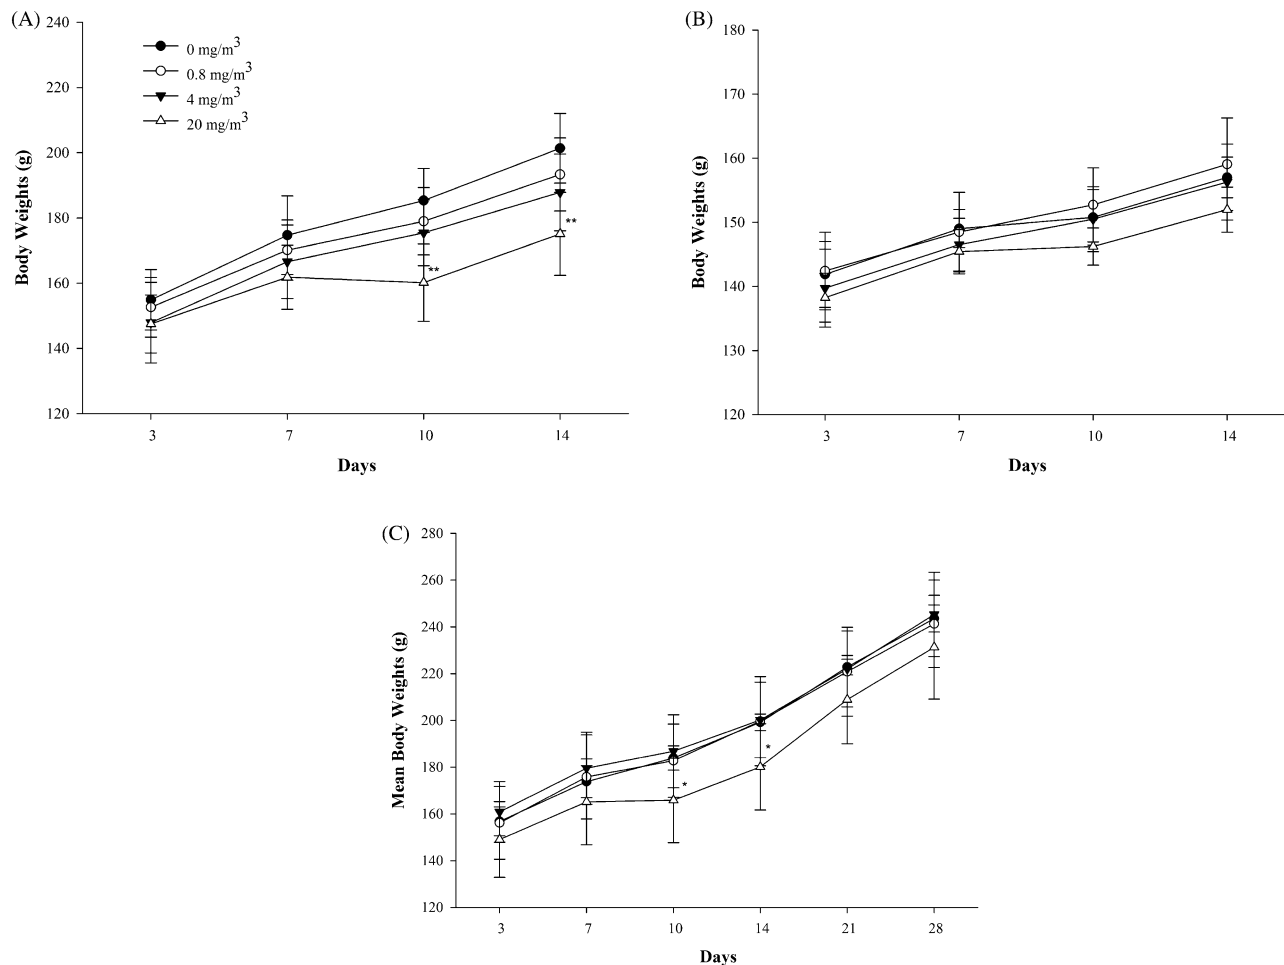 (A)
240
220
200
180
160
140
120
Body Weights (g)
0 mg/m3
0.8 mg/m3
4 mg/m3
20 mg/m3
**
**
3 7 10 14
Days
(B)
180
170
160
150
140
130
120
Body Weights (g)
3 7 10 14
Days
(C)
280
260
240
220
200
180
160
140
120
Mean Body Weights (g)
*
*
3 7 10 14 21 28
Days